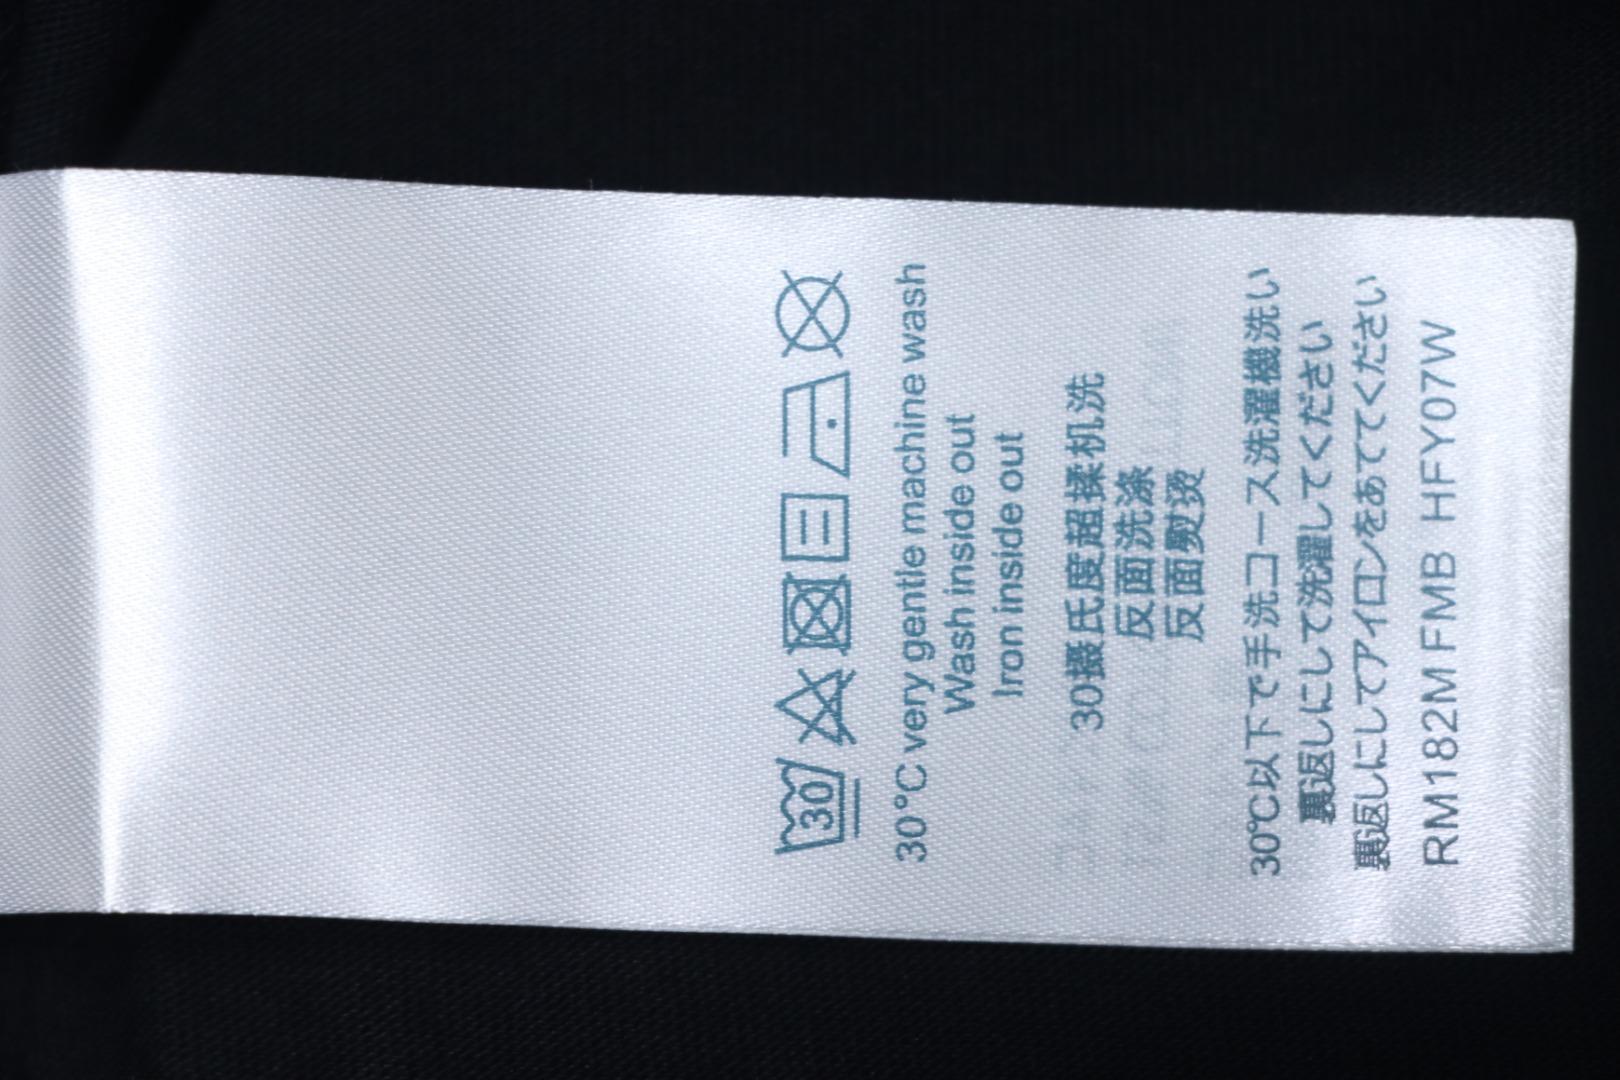 30
30°C very gentle machine wash
Wash inside out
Iron inside out
30摄氏度超揉机洗
反面洗涤
反面熨烫
30℃以下で手洗コース洗濯機洗い
裏返しにして洗濯してください
裏返しにしてアイロンをあててください
RM182MFMB HFY07W